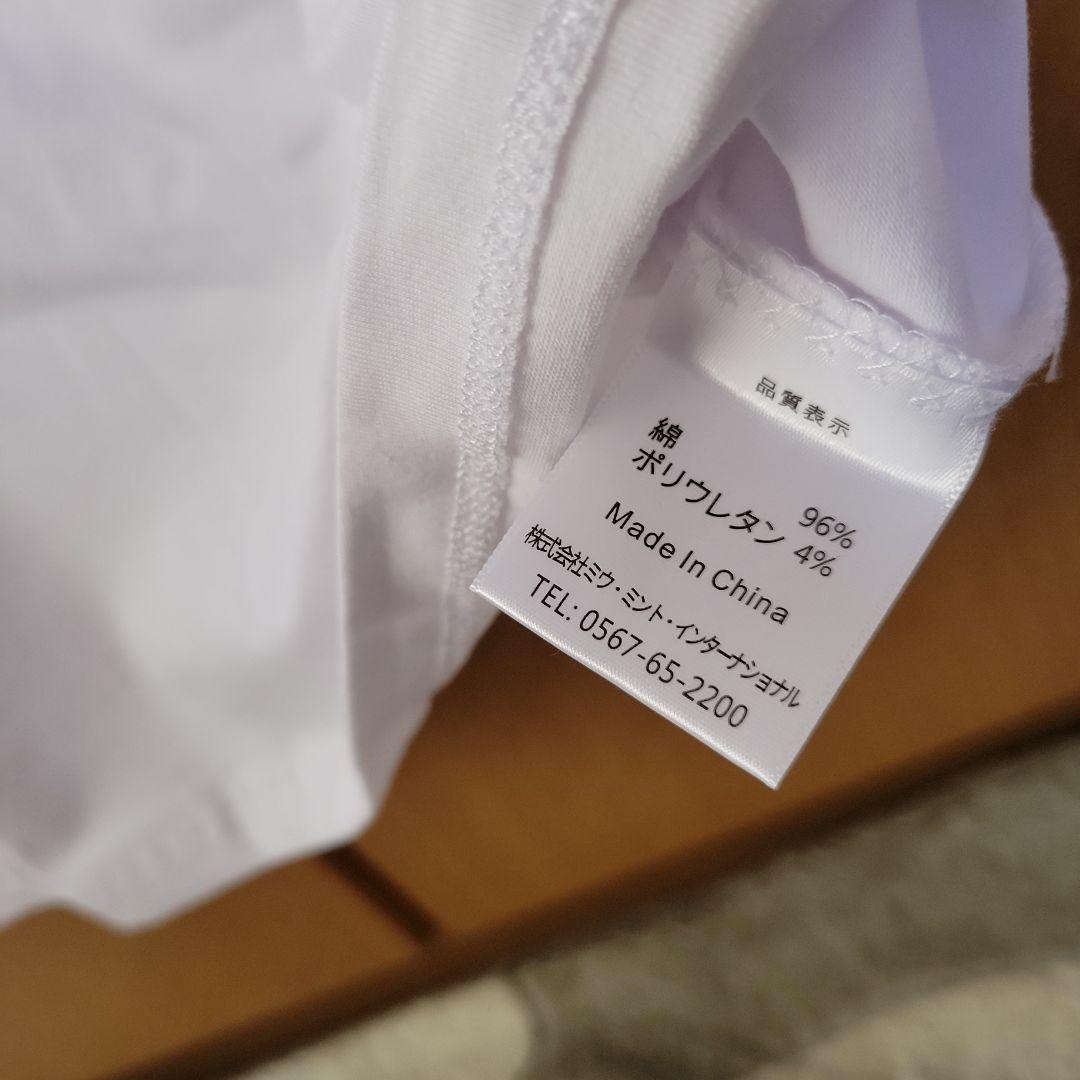 品質表示
綿 96%
ポリウレタン 4%
Made In China
株式会社ミウ・ミント・インターナショナル
TEL: 0567-65-2200